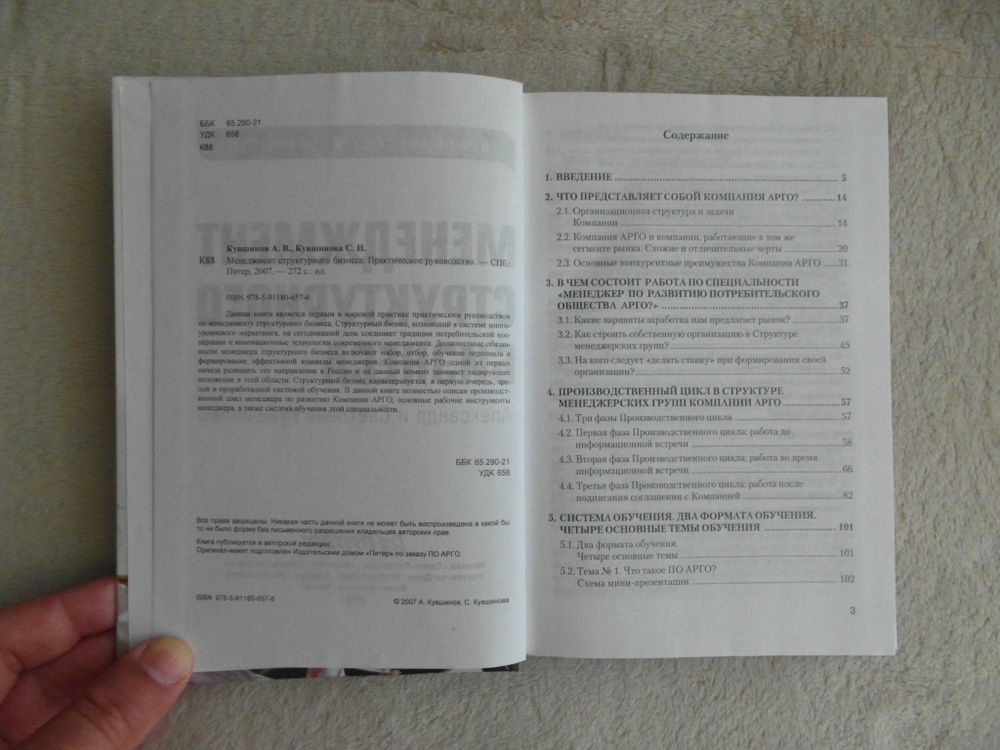 ББК 65.290-21
УДК 658
К88
Кувшинов А. В., Кувшинова С. И.
К88 Менеджмент структурного бизнеса. Практическое руководство. — СПб.:
Питер, 2007. — 272 с.: ил.
ISBN 978-5-91180-657-6
Данная книга является первым в мировой практике практическим руководством
по менеджменту структурного бизнеса. Структурный бизнес, возникший в системе много-
уровневого маркетинга, на сегодняшний день соединяет традиции потребительской коо-
перации и инновационные технологии современного менеджмента. Должностные обязан-
ности менеджера структурного бизнеса включают набор, отбор, обучение персонала и
формирование эффективной команды менеджеров. Компания АРГО одной из первых
начала развивать это направление в России и на данный момент занимает лидирующее
положение в этой области. Структурный бизнес характеризуется, в первую очередь, зре-
лой и проработанной системой обучения. В данной книге полностью описан производст-
венный цикл менеджера по развитию Компании АРГО, основные рабочие инструменты
менеджера, а также система обучения этой специальности.
ББК 65.290-21
УДК 658
Все права защищены. Никакая часть данной книги не может быть воспроизведена в какой бы
то ни было форме без письменного разрешения владельцев авторских прав.
Книга публикуется в авторской редакции
Оригинал-макет подготовлен Издательским домом «Питер» по заказу ПО АРГО
ISBN 978-5-91180-657-6
© 2007 А. Кувшинов, С. Кувшинова
Содержание
1. ВВЕДЕНИЕ ... 5
2. ЧТО ПРЕДСТАВЛЯЕТ СОБОЙ КОМПАНИЯ АРГО? ... 14
2.1. Организационная структура и задачи
Компании ... 14
2.2. Компания АРГО и компании, работающие в том же
сегменте рынка. Схожие и отличительные черты ... 20
2.3. Основные конкурентные преимущества Компании АРГО ... 31
3. В ЧЕМ СОСТОИТ РАБОТА ПО СПЕЦИАЛЬНОСТИ
«МЕНЕДЖЕР ПО РАЗВИТИЮ ПОТРЕБИТЕЛЬСКОГО
ОБЩЕСТВА АРГО?» ... 37
3.1. Какие варианты заработка нам предлагает рынок? ... 37
3.2. Как строить собственную организацию в Структуре
менеджерских групп? ... 45
3.3. На кого следует «делать ставку» при формировании своей
организации? ... 52
4. ПРОИЗВОДСТВЕННЫЙ ЦИКЛ В СТРУКТУРЕ
МЕНЕДЖЕРСКИХ ГРУПП КОМПАНИИ АРГО ... 57
4.1. Три фазы Производственного цикла ... 57
4.2. Первая фаза Производственного цикла: работа до
информационной встречи ... 58
4.3. Вторая фаза Производственного цикла: работа во время
информационной встречи ... 66
4.4. Третья фаза Производственного цикла: работа после
подписания соглашения с Компанией ... 82
5. СИСТЕМА ОБУЧЕНИЯ. ДВА ФОРМАТА ОБУЧЕНИЯ.
ЧЕТЫРЕ ОСНОВНЫЕ ТЕМЫ ОБУЧЕНИЯ ... 101
5.1. Два формата обучения.
Четыре основные темы ... 101
5.2. Тема № 1. Что такое ПО АРГО?
Схема мини-презентации ... 102
3